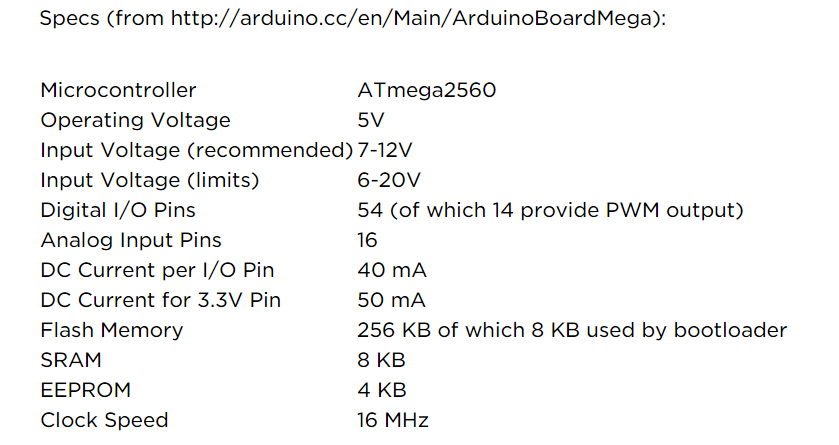 Specs (from http://arduino.cc/en/Main/ArduinoBoardMega):
Microcontroller ATmega2560
Operating Voltage 5V
Input Voltage (recommended) 7-12V
Input Voltage (limits) 6-20V
Digital I/O Pins 54 (of which 14 provide PWM output)
Analog Input Pins 16
DC Current per I/O Pin 40 mA
DC Current for 3.3V Pin 50 mA
Flash Memory 256 KB of which 8 KB used by bootloader
SRAM 8 KB
EEPROM 4 KB
Clock Speed 16 MHz